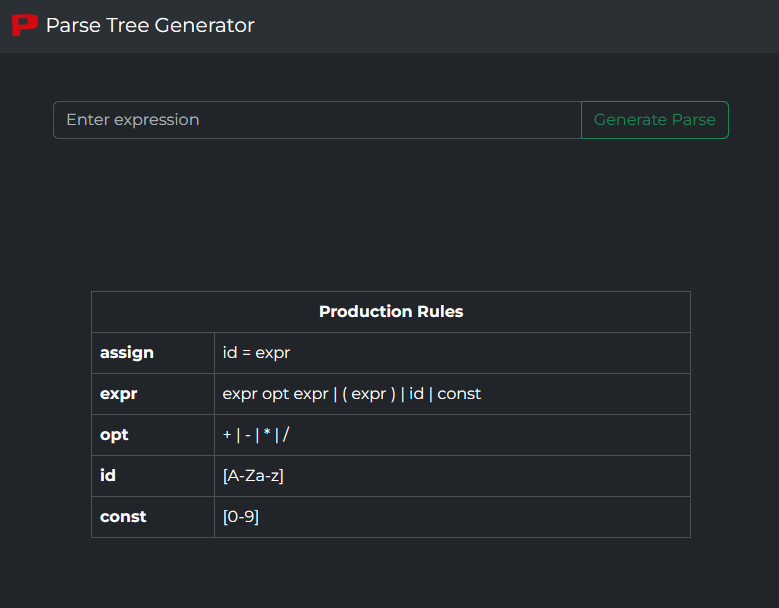 P Parse Tree Generator
Enter expression
Generate Parse
Production Rules
assign id = expr
expr expr opt expr | ( expr ) | id | const
opt + | - | * | /
id [A-Za-z]
const [0-9]